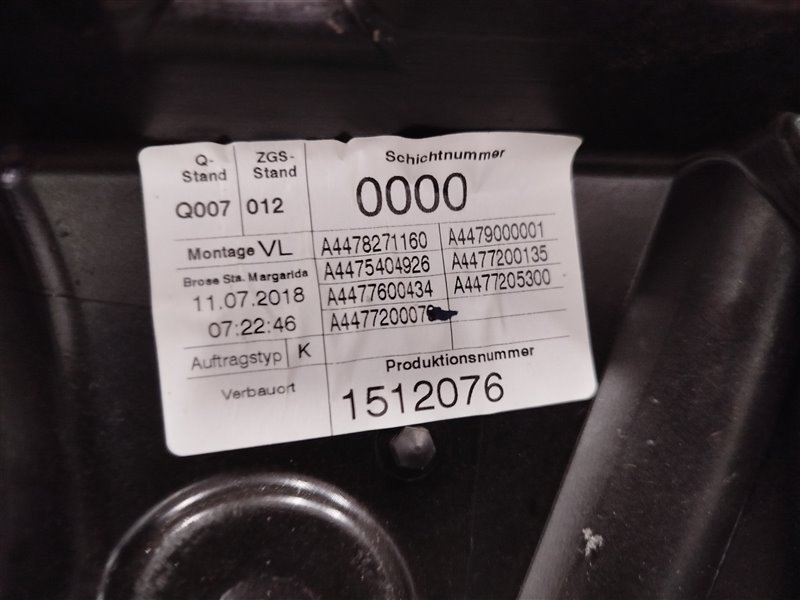 Q-Stand ZGS-Stand Schichtnummer
Q007 012 0000
Montage VL A4478271160 A4479000001
Brose Sta. Margarida A4475404926 A4477200135
11.07.2018 A4477600434 A4477205300
07:22:46
Auftragstyp K
Produktionsnummer
Verbauort 1512076